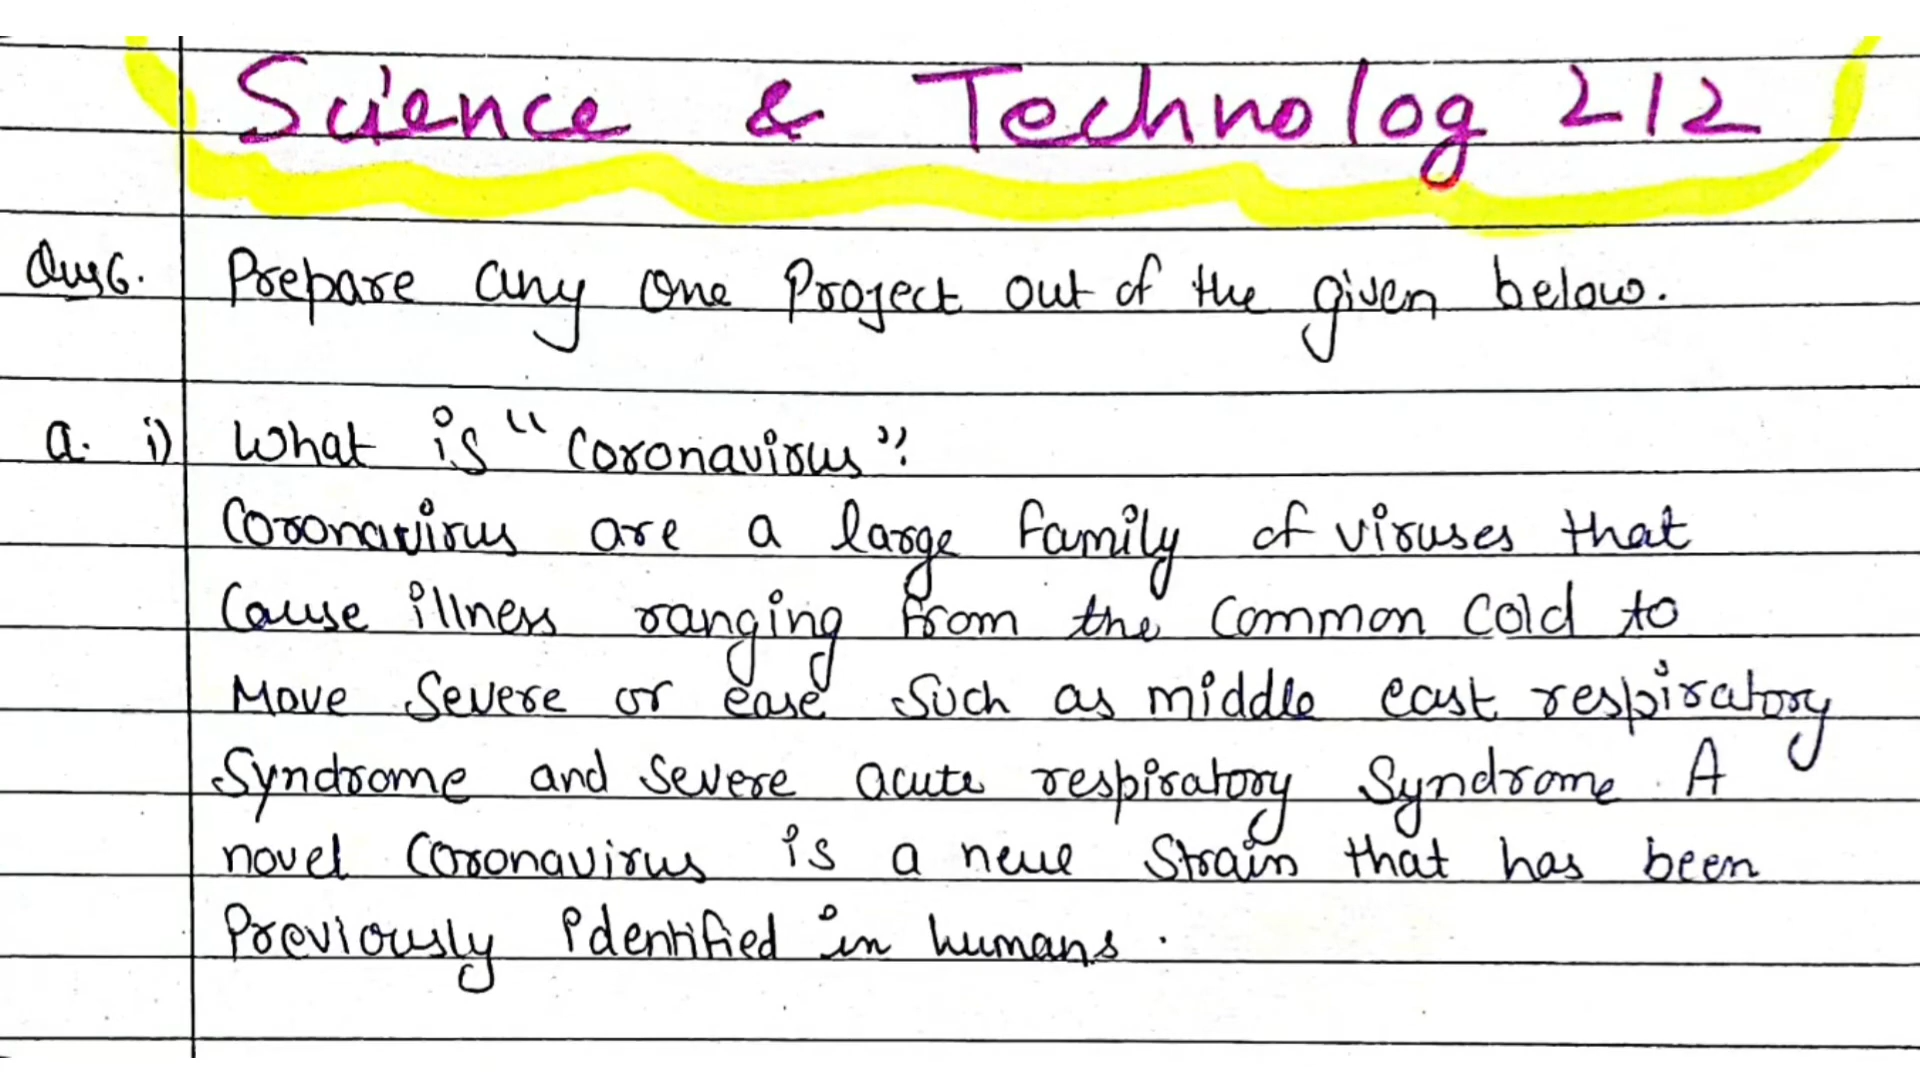 Science & Technolog 212
Ques6. Prepare any one Project out of the given below.
a. i) What is "Coronavirus"?
Coronavirus are a large family of viruses that
Cause illness ranging from the Common Cold to
Move Severe or ease Such as middle east respiratory
Syndrome and severe acute respiratory Syndrome. A
novel Coronavirus is a neue Strain that has been
Previously identified in humans.